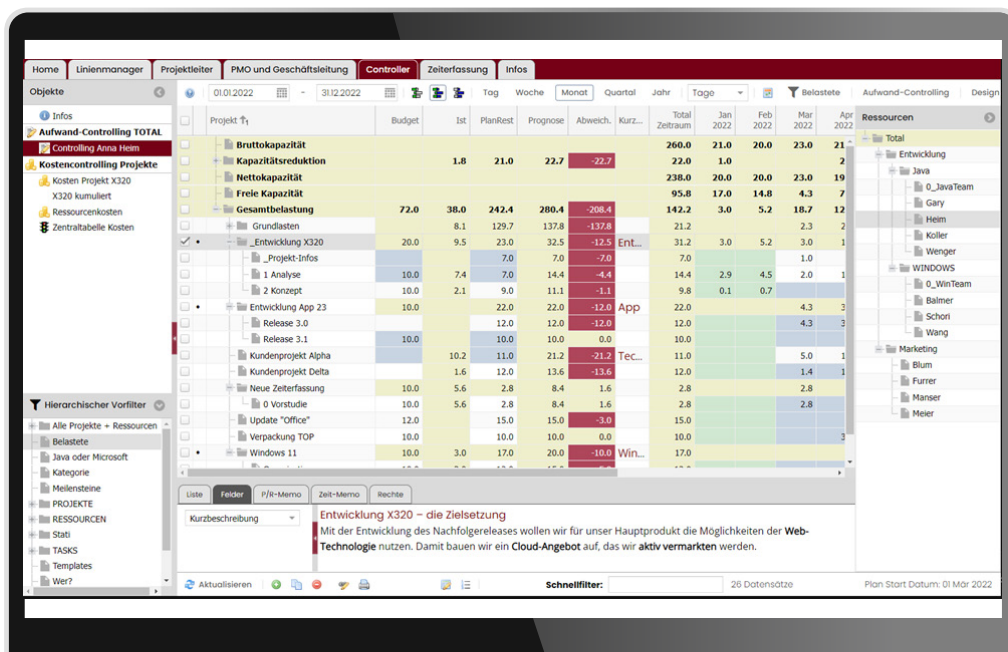 Home Linienmanager Projektleiter PMO und Geschäftsleitung Controller Zeiterfassung Infos
Objekte
Infos
Aufwand-Controlling TOTAL
Controlling Anna Heim
Kostencontrolling Projekte
Kosten Projekt X320
X320 kumuliert
Ressourcenkosten
Zentraltabelle Kosten
Hierarchischer Vorfilter
Alle Projekte + Ressourcen
Belastete
Java oder Microsoft
Kategorie
Meilensteine
PROJEKTE
RESSOURCEN
Stati
TASKS
Templates
Wer?
01.01.2022 - 31.12.2022 Tag Woche Monat Quartal Jahr Tage Belastete Aufwand-Controlling Design
Projekt Budget Ist PlanRest Prognose Abweich. Kurz... Total Zeitraum Jan 2022 Feb 2022 Mar 2022 Apr 2022
Bruttokapazität 260.0 21.0 20.0 23.0 21
Kapazitätsreduktion 1.8 21.0 22.7 -22.7 22.0 1.0 2
Nettokapazität 238.0 20.0 20.0 23.0 19
Freie Kapazität 95.8 17.0 14.8 4.3 7
Gesamtbelastung 72.0 38.0 242.4 280.4 -208.4 142.2 3.0 5.2 18.7 12
Grundlasten 8.1 129.7 137.8 -137.8 21.2 2.3 2
_Entwicklung X320 20.0 9.5 23.0 32.5 -12.5 Ent... 31.2 3.0 5.2 3.0 1
_Projekt-Infos 7.0 7.0 -7.0 7.0 1.0
1 Analyse 10.0 7.4 7.0 14.4 -4.4 14.4 2.9 4.5 2.0 1
2 Konzept 10.0 2.1 9.0 11.1 -1.1 9.8 0.1 0.7
Entwicklung App 23 10.0 22.0 22.0 -12.0 App 22.0 4.3 3
Release 3.0 12.0 12.0 -12.0 12.0 4.3 3
Release 3.1 10.0 10.0 10.0 0.0 10.0
Kundenprojekt Alpha 10.2 11.0 21.2 -21.2 Tec... 11.0 5.0 1
Kundenprojekt Delta 1.6 12.0 13.6 -13.6 12.0 1.4 1
Neue Zeiterfassung 10.0 5.6 2.8 8.4 1.6 2.8 2.8
0 Vorstudie 10.0 5.6 2.8 8.4 1.6 2.8 2.8
Update "Office" 12.0 15.0 15.0 -3.0 15.0
Verpackung TOP 10.0 10.0 10.0 0.0 10.0 3
Windows 11 10.0 3.0 17.0 20.0 -10.0 Win... 17.0
Liste Felder P/R-Memo Zeit-Memo Rechte
Kurzbeschreibung
Entwicklung X320 – die Zielsetzung
Mit der Entwicklung des Nachfolgereleases wollen wir für unser Hauptprodukt die Möglichkeiten der Web-
Technologie nutzen. Damit bauen wir ein Cloud-Angebot auf, das wir aktiv vermarkten werden.
Aktualisieren Schnellfilter: 26 Datensätze Plan Start Datum: 01 Mär 2022
Ressourcen
Total
Entwicklung
Java
0_JavaTeam
Gary
Heim
Koller
Wenger
WINDOWS
0_WinTeam
Balmer
Schori
Wang
Marketing
Blum
Furrer
Manser
Meier